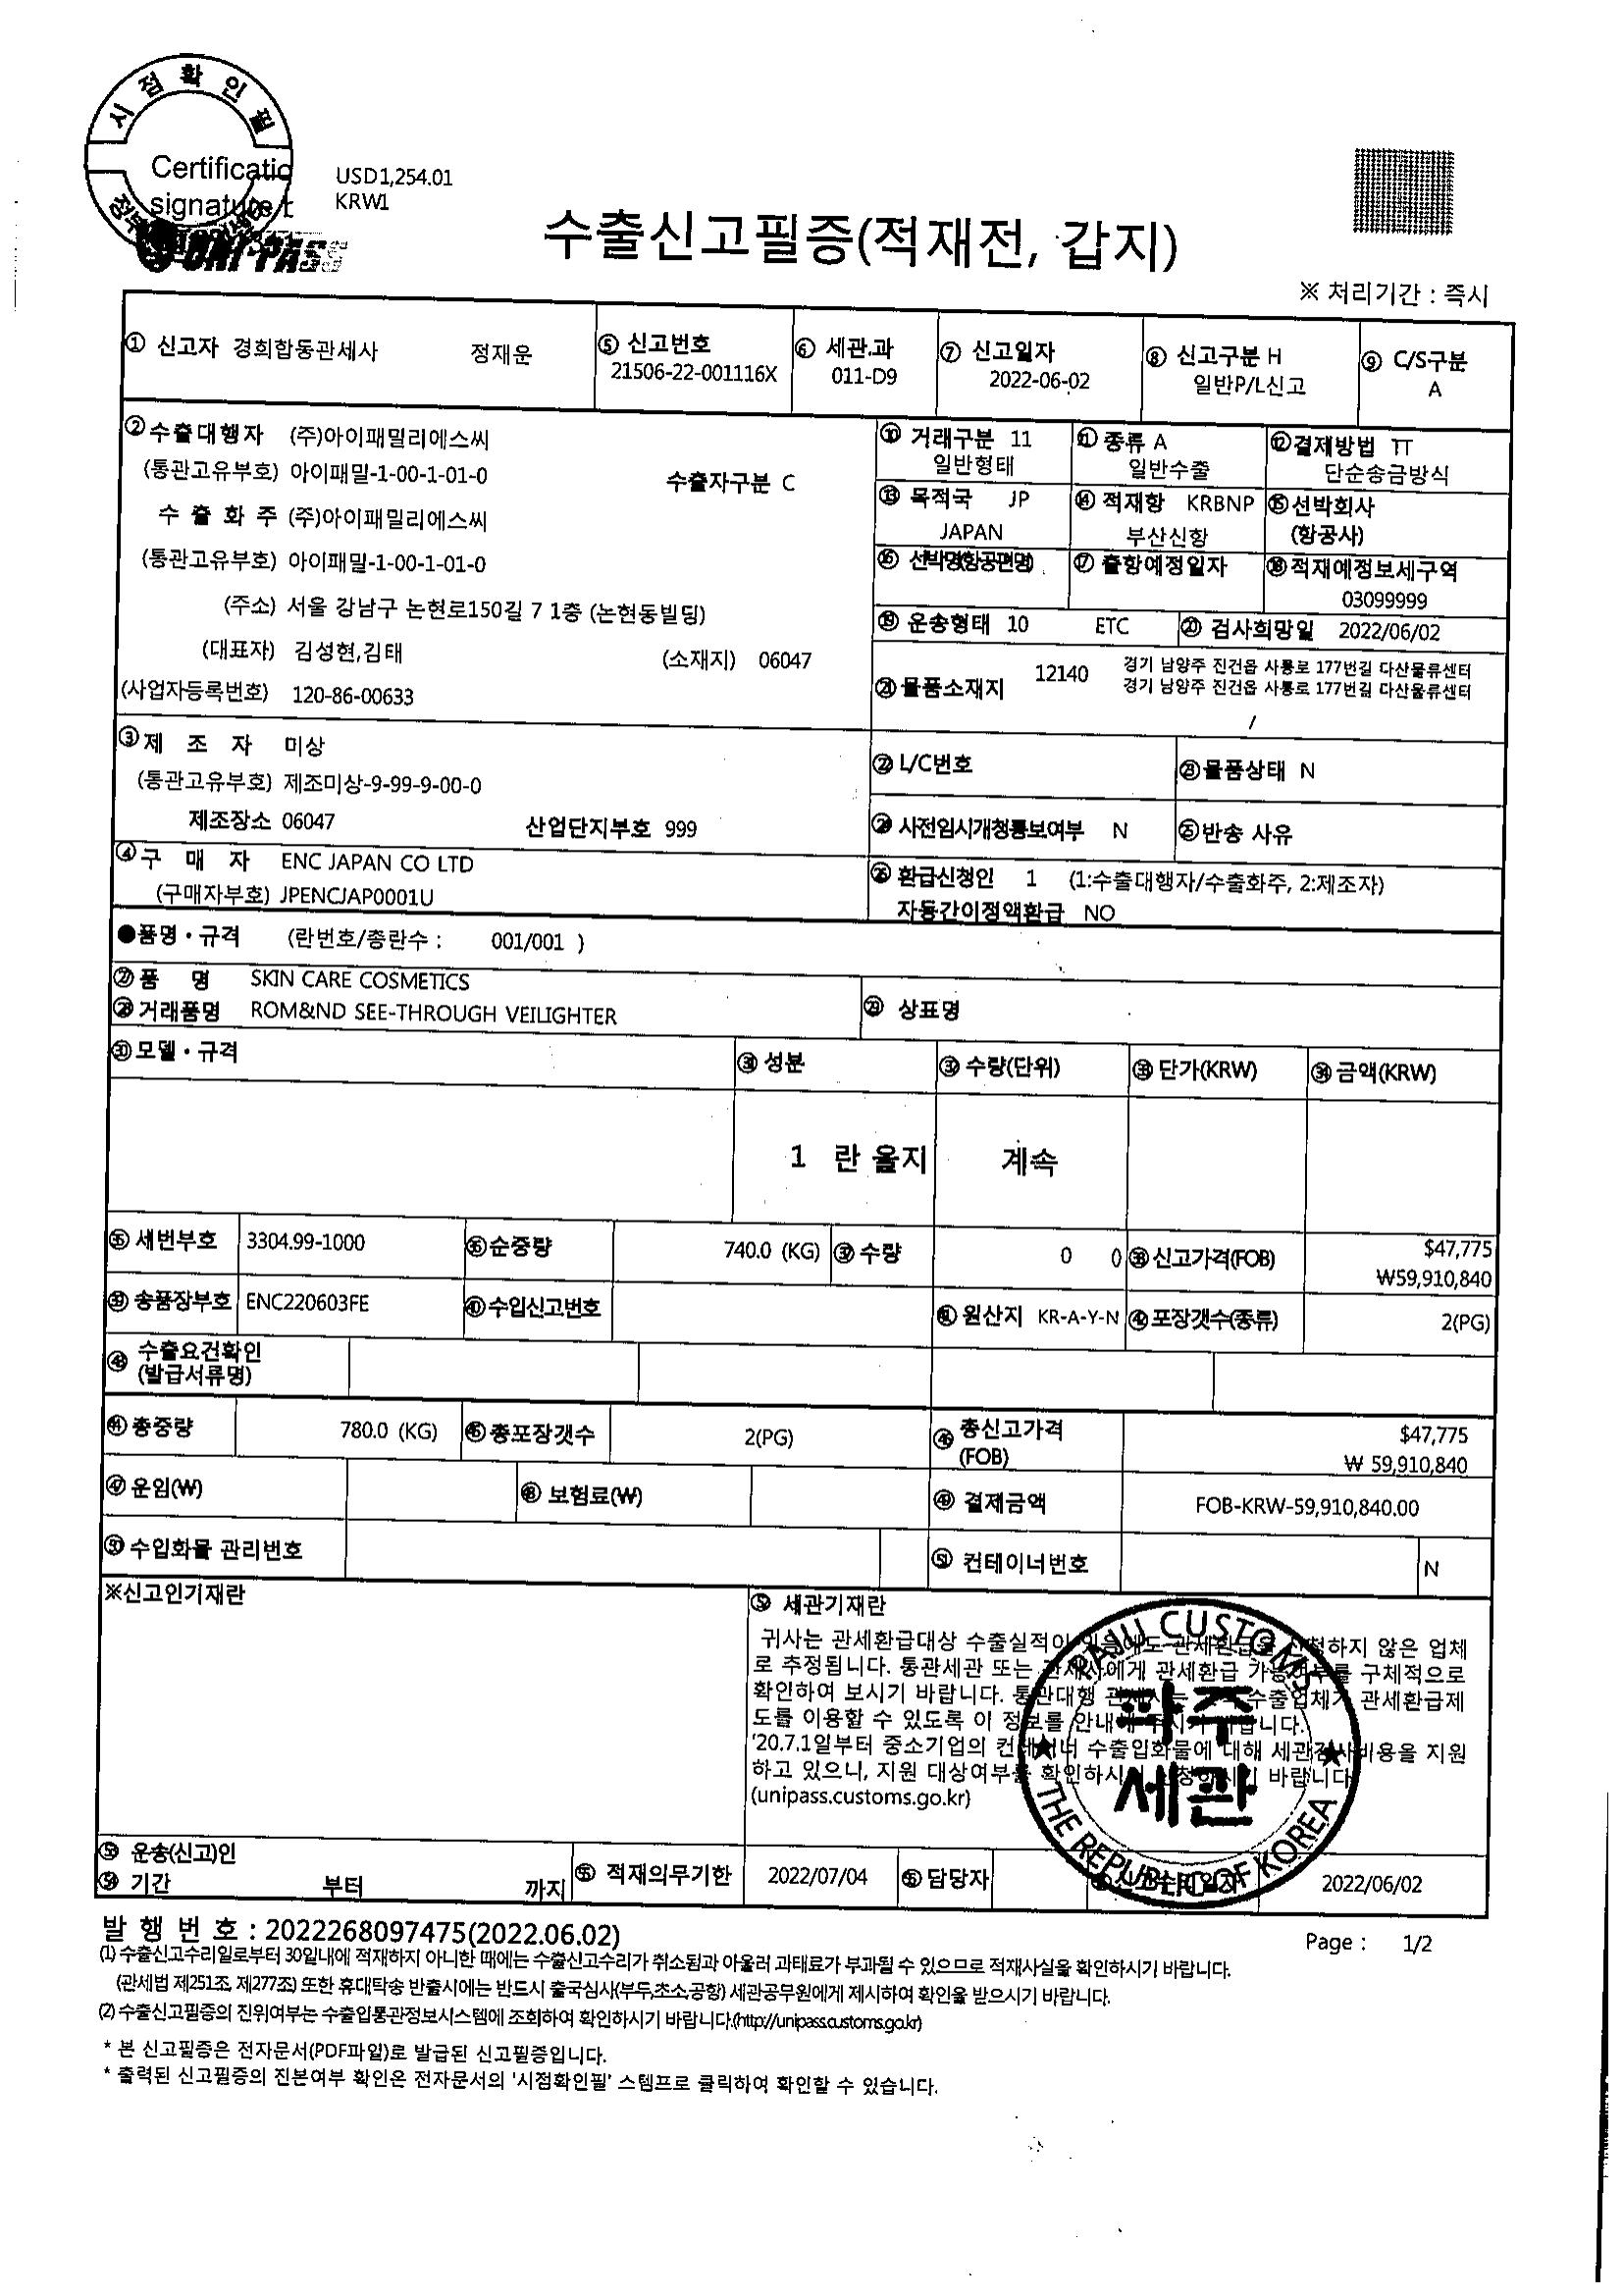 시점확인필
Certificatio
signature t
UNI-PASS
USD1,254.01
KRW1
수출신고필증(적재전, 갑지)
※ 처리기간 : 즉시
① 신고자 경희합동관세사 정재운
⑤ 신고번호
21506-22-001116X
⑥ 세관.과
011-D9
⑦ 신고일자
2022-06-02
⑧ 신고구분 H
일반P/L신고
⑨ C/S구분
A
② 수출대행자 (주)아이패밀리에스씨
(통관고유부호) 아이패밀-1-00-1-01-0
수출자구분 C
수 출 화 주 (주)아이패밀리에스씨
(통관고유부호) 아이패밀-1-00-1-01-0
(주소) 서울 강남구 논현로150길 7 1층 (논현동빌딩)
(대표자) 김성현,김태
(소재지) 06047
(사업자등록번호) 120-86-00633
⑩ 거래구분 11
일반형태
⑪ 종류 A
일반수출
⑫ 결제방법 TT
단순송금방식
⑬ 목적국 JP
JAPAN
⑭ 적재항 KRBNP
부산신항
⑮ 선박회사
(항공사)
⑯ 선박명(항공편명)
⑰ 출항예정일자
⑱ 적재예정보세구역
03099999
⑲ 운송형태 10 ETC
⑳ 검사희망일 2022/06/02
㉑ 물품소재지 12140
경기 남양주 진건읍 사릉로 177번길 다산물류센터
경기 남양주 진건읍 사릉로 177번길 다산물류센터
/
③ 제 조 자 미상
(통관고유부호) 제조미상-9-99-9-00-0
제조장소 06047 산업단지부호 999
㉒ L/C번호
㉓ 물품상태 N
㉔ 사전임시개청통보여부 N
㉕ 반송 사유
④ 구 매 자 ENC JAPAN CO LTD
(구매자부호) JPENCJAP0001U
㉖ 환급신청인 1 (1:수출대행자/수출화주, 2:제조자)
자동간이정액환급 NO
●품명・규격 (란번호/총란수 : 001/001 )
㉗ 품 명 SKIN CARE COSMETICS
㉘ 거래품명 ROM&ND SEE-THROUGH VEILIGHTER
㉙ 상표명
㉚ 모델・규격
㉛ 성분
㉜ 수량(단위)
㉝ 단가(KRW)
㉞ 금액(KRW)
1 란 을지 계속
㉟ 세번부호 3304.99-1000
㊱ 순중량 740.0 (KG)
㊲ 수량 0 0
㊳ 신고가격(FOB)
$47,775
₩59,910,840
㊴ 송품장부호 ENC220603FE
㊵ 수입신고번호
㊶ 원산지 KR-A-Y-N
㊷ 포장갯수(종류) 2(PG)
㊸ 수출요건확인
(발급서류명)
㊹ 총중량 780.0 (KG)
㊺ 총포장갯수 2(PG)
㊻ 총신고가격
(FOB)
$47,775
₩ 59,910,840
㊼ 운임(₩)
㊽ 보험료(₩)
㊾ 결제금액 FOB-KRW-59,910,840.00
㊿ 수입화물 관리번호
컨테이너번호 N
※신고인기재란
세관기재란
귀사는 관세환급대상 수출실적이 하지 않은 업체
로 추정됩니다. 통관세관 또는 관세사에게 관세환급 가능여부를 구체적으로
확인하여 보시기 바랍니다. 통관대행 수출업체가 관세환급제
도를 이용할 수 있도록 이 정보를 안내
'20.7.1일부터 중소기업의 컨테이너 수출입화물에 대해 세관검사비용을 지원
하고 있으니, 지원 대상여부를 확인하시 바랍니다
(unipass.customs.go.kr)
PAJU CUSTOMS
파주
세관
THE REPUBLIC OF KOREA
운송(신고)인
기간 부터 까지
적재의무기한 2022/07/04
담당자
2022/06/02
발 행 번 호 : 2022268097475(2022.06.02)
Page : 1/2
(1) 수출신고수리일로부터 30일내에 적재하지 아니한 때에는 수출신고수리가 취소됨과 아울러 과태료가 부과될 수 있으므로 적재사실을 확인하시기 바랍니다.
(관세법 제251조, 제277조) 또한 휴대탁송 반출시에는 반드시 출국심사(부두,초소,공항) 세관공무원에게 제시하여 확인을 받으시기 바랍니다.
(2) 수출신고필증의 진위여부는 수출입통관정보시스템에 조회하여 확인하시기 바랍니다.(http://unipass.customs.go.kr)
* 본 신고필증은 전자문서(PDF파일)로 발급된 신고필증입니다.
* 출력된 신고필증의 진본여부 확인은 전자문서의 '시점확인필' 스탬프로 클릭하여 확인할 수 있습니다.